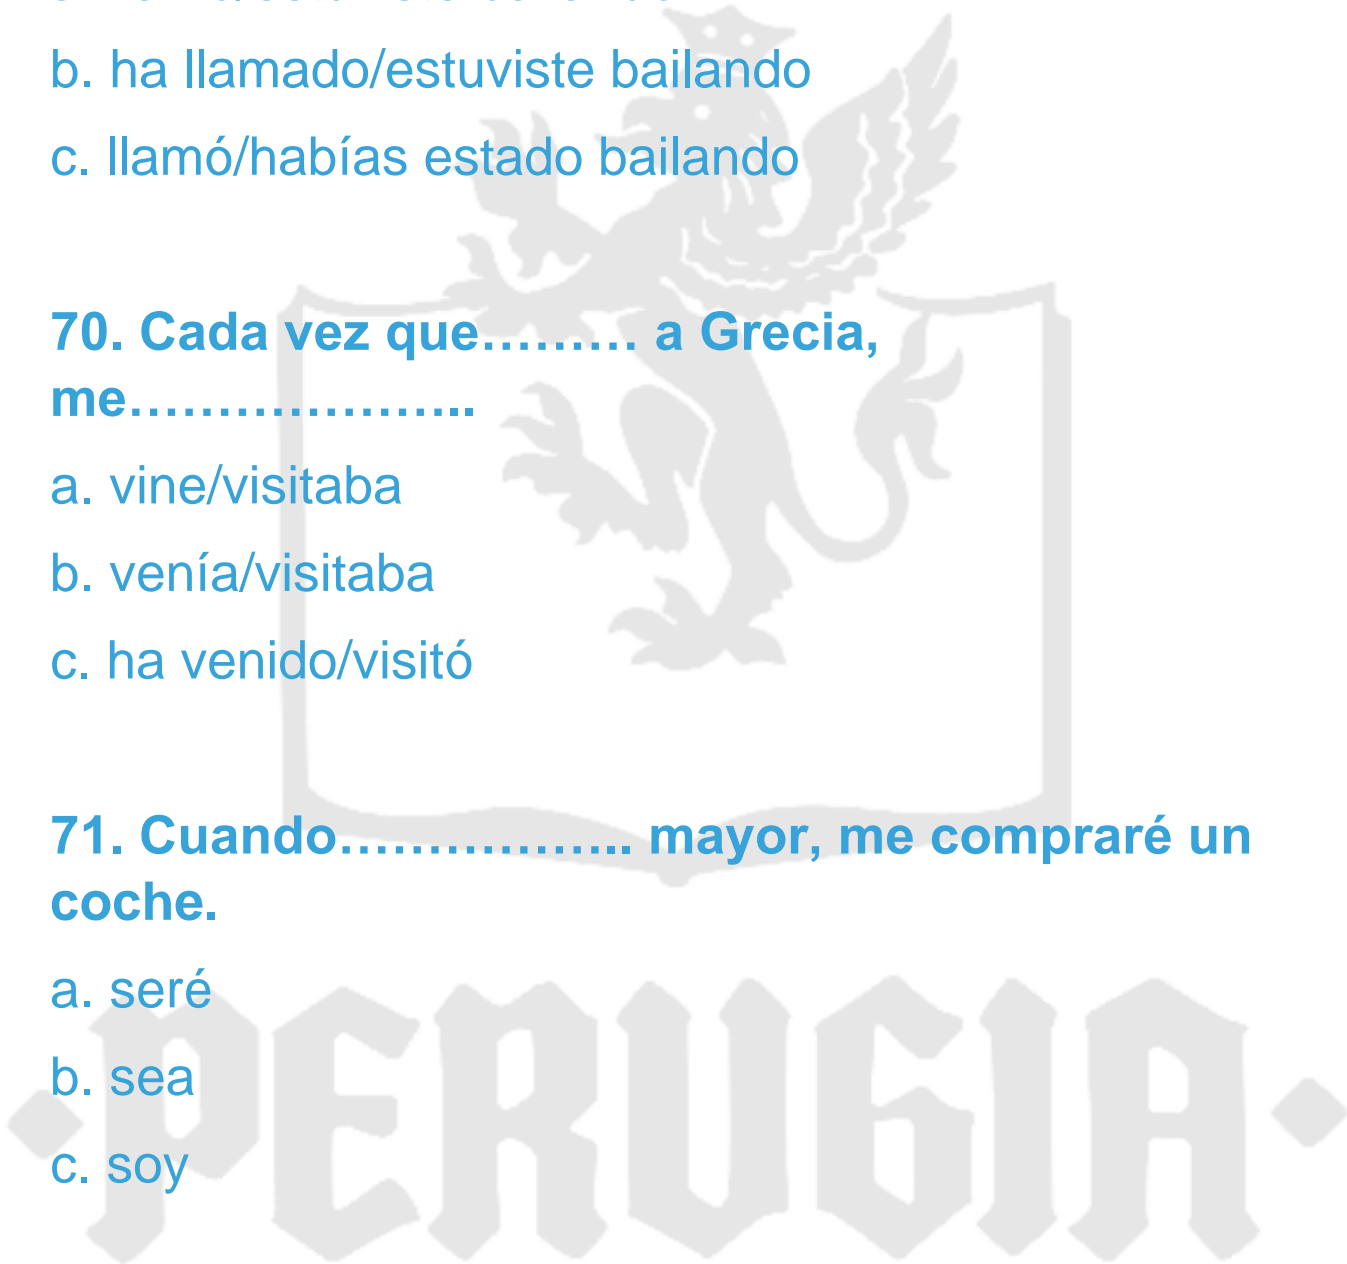 b. ha llamado/estuviste bailando
c. llamó/habías estado bailando
70. Cada vez que……… a Grecia,
me………………..
a. vine/visitaba
b. venía/visitaba
c. ha venido/visitó
71. Cuando…………….. mayor, me compraré un
coche.
a. seré
b. sea
c. soy
PERUGIA